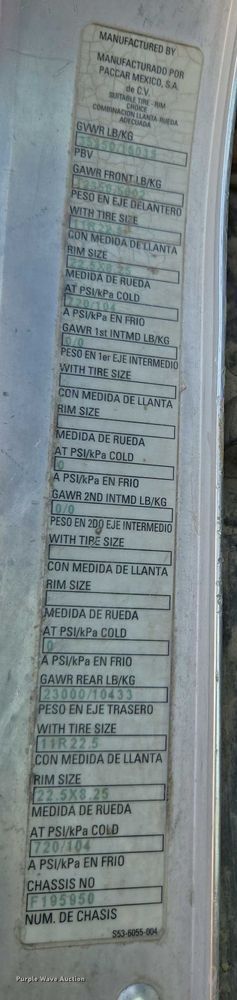 MANUFACTURED BY
MANUFACTURADO POR
PACCAR MEXICO, S.A.
de C.V.
SUITABLE TIRE - RIM
CHOICE
COMBINACION LLANTA-RUEDA
ADECUADA
GVWR LB/KG
PBV
GAWR FRONT LB/KG
PESO EN EJE DELANTERO
WITH TIRE SIZE
11R22.5
CON MEDIDA DE LLANTA
RIM SIZE
22.5X8.25
MEDIDA DE RUEDA
AT PSI/kPa COLD
720/104
A PSI/kPa EN FRIO
GAWR 1st INTMD LB/KG
0/0
PESO EN 1er EJE INTERMEDIO
WITH TIRE SIZE
CON MEDIDA DE LLANTA
RIM SIZE
MEDIDA DE RUEDA
AT PSI/kPa COLD
0
A PSI/kPa EN FRIO
GAWR 2ND INTMD LB/KG
0/0
PESO EN 2DO EJE INTERMEDIO
WITH TIRE SIZE
CON MEDIDA DE LLANTA
RIM SIZE
MEDIDA DE RUEDA
AT PSI/kPa COLD
0
A PSI/kPa EN FRIO
GAWR REAR LB/KG
23000/10433
PESO EN EJE TRASERO
WITH TIRE SIZE
11R22.5
CON MEDIDA DE LLANTA
RIM SIZE
22.5X8.25
MEDIDA DE RUEDA
AT PSI/kPa COLD
720/104
A PSI/kPa EN FRIO
CHASSIS NO
F195950
NUM. DE CHASIS
S53-6055-004
Purple Wave Auction